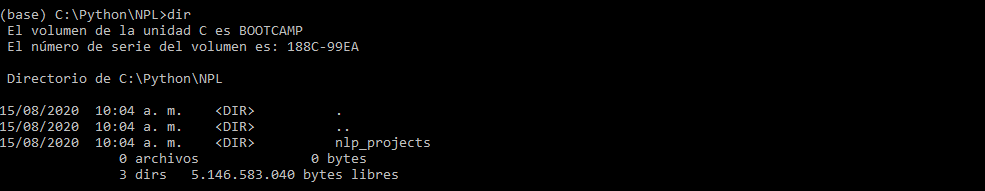 (base) C:\Python\NPL>dir
El volumen de la unidad C es BOOTCAMP
El número de serie del volumen es: 188C-99EA
Directorio de C:\Python\NPL
15/08/2020  10:04 a. m.    <DIR>          .
15/08/2020  10:04 a. m.    <DIR>          ..
15/08/2020  10:04 a. m.    <DIR>          nlp_projects
0 archivos              0 bytes
3 dirs   5.146.583.040 bytes libres